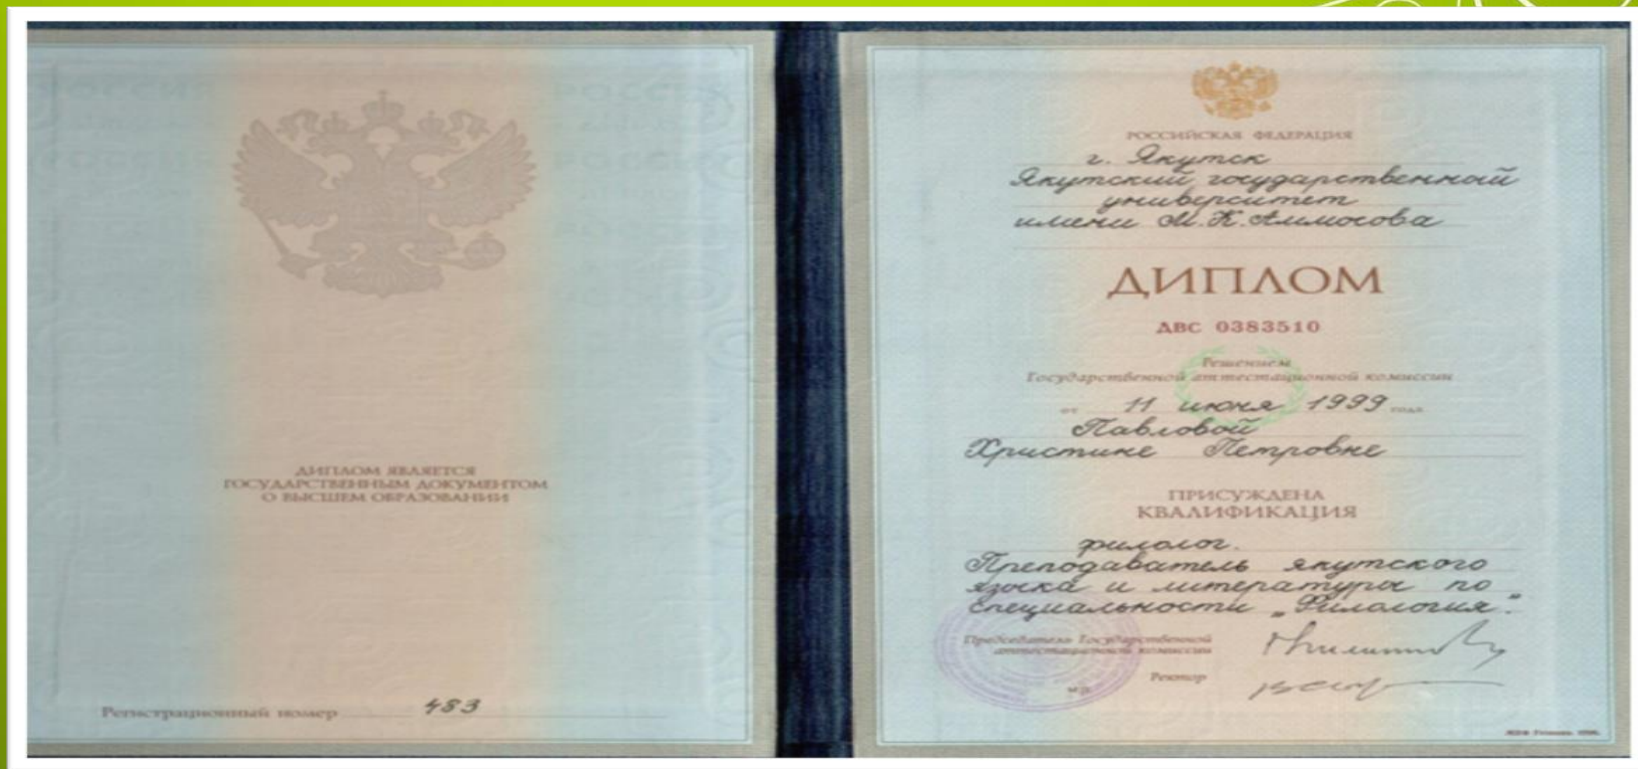 ДИПЛОМ ЯВЛЯЕТСЯ
ГОСУДАРСТВЕННЫМ ДОКУМЕНТОМ
О ВЫСШЕМ ОБРАЗОВАНИИ
Регистрационный номер 483
РОССИЙСКАЯ ФЕДЕРАЦИЯ
г. Якутск
Якутский государственный
университет
имени М.К. Аммосова
ДИПЛОМ
АВС 0383510
Решением
Государственной аттестационной комиссии
от 11 июня 1999 года
Павловой
Христине Петровне
ПРИСУЖДЕНА
КВАЛИФИКАЦИЯ
филолог.
Преподаватель якутского
языка и литературы по
специальности „Филология".
Председатель Государственной
аттестационной комиссии
Ректор
М.П.